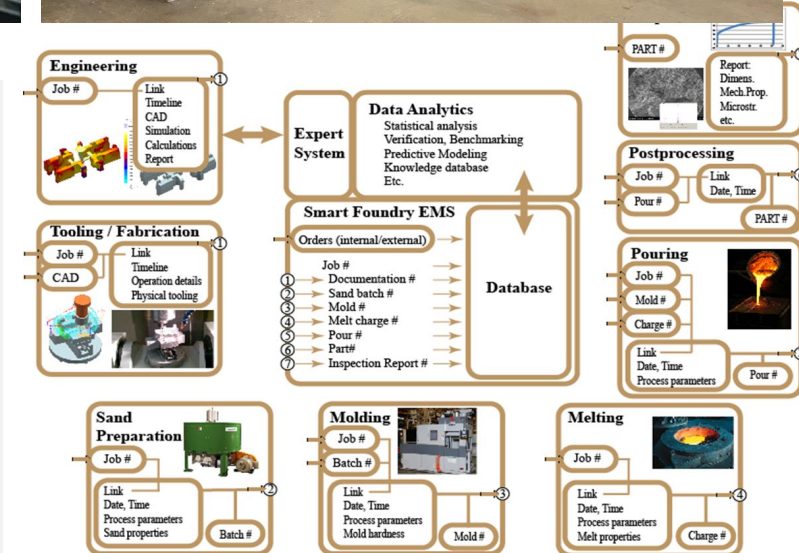 Engineering
Job #
Link
Timeline
CAD
Simulation
Calculations
Report
1
Expert
System
Data Analytics
Statistical analysis
Verification, Benchmarking
Predictive Modeling
Knowledge database
Etc.
PART #
Report:
Dimens.
Mech.Prop.
Microstr.
etc.
Postprocessing
Job #
Pour #
Link
Date, Time
PART #
Tooling / Fabrication
Job #
CAD
Link
Timeline
Operation details
Physical tooling
1
Smart Foundry EMS
Orders (internal/external)
Job #
1 Documentation #
2 Sand batch #
3 Mold #
4 Melt charge #
5 Pour #
6 Part#
7 Inspection Report #
Database
Pouring
Job #
Mold #
Charge #
Link
Date, Time
Process parameters
Pour #
Sand
Preparation
Job #
Link
Date, Time
Process parameters
Sand properties
2
Batch #
Molding
Job #
Batch #
Link
Date, Time
Process parameters
Mold hardness
3
Mold #
Melting
Job #
Link
Date, Time
Process parameters
Melt properties
4
Charge #